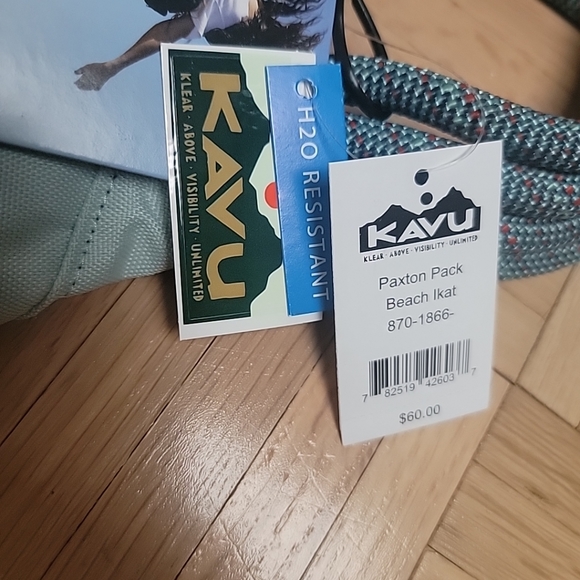 KAVU
KLEAR · ABOVE · VISIBILITY · UNLIMITED
H2O RESISTANT
KAVU
KLEAR · ABOVE · VISIBILITY · UNLIMITED
Paxton Pack
Beach Ikat
870-1866-
7 82519 42603 7
$60.00